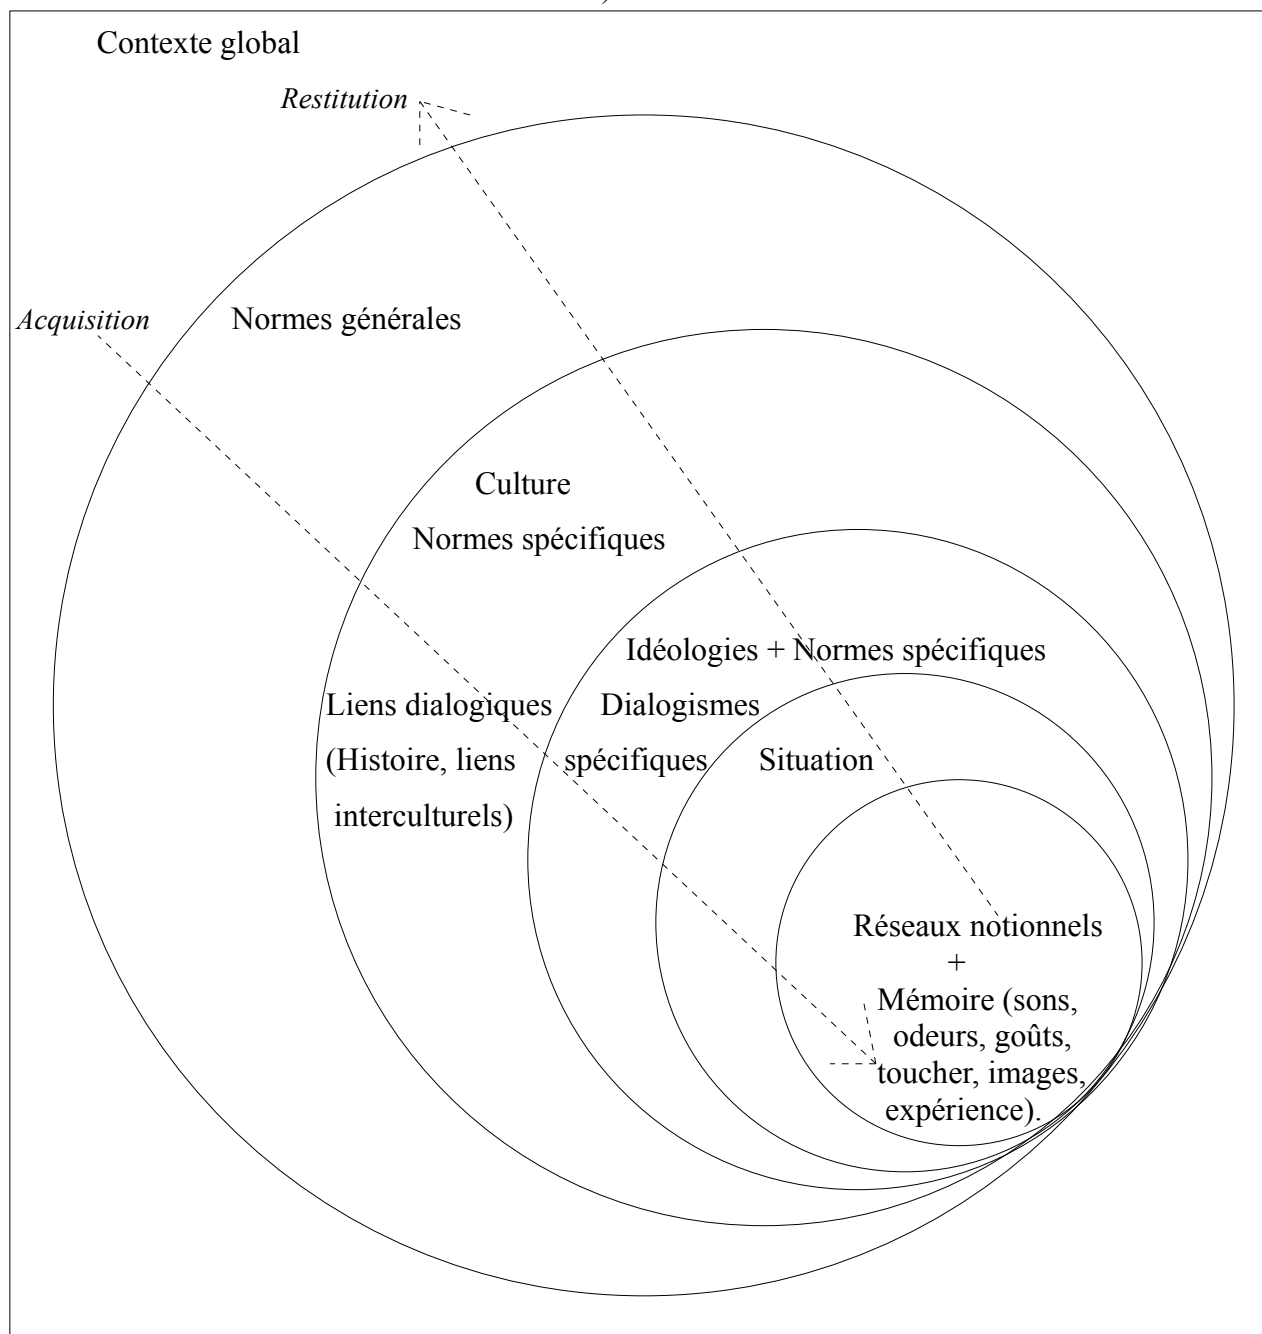 Contexte global
Restitution
Acquisition
Normes générales
Culture
Normes spécifiques
Idéologies + Normes spécifiques
Liens dialogiques
(Histoire, liens
interculturels)
Dialogismes
spécifiques
Situation
Réseaux notionnels
+
Mémoire (sons,
odeurs, goûts,
toucher, images,
expérience).